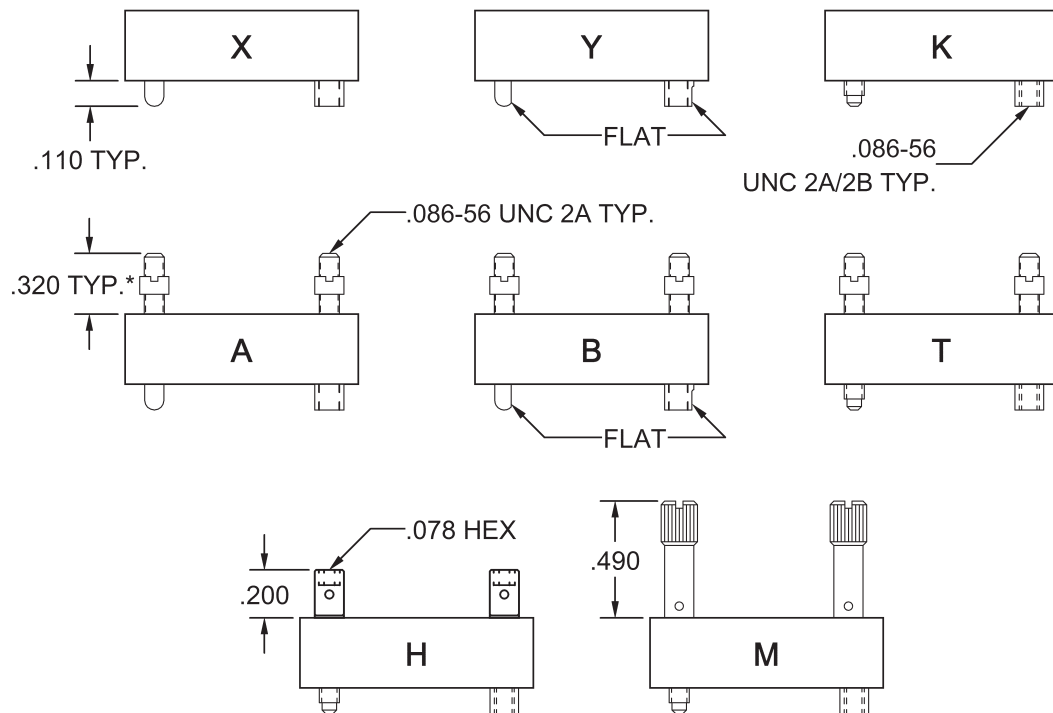 X
Y
K
.110 TYP.
FLAT
.086-56
UNC 2A/2B TYP.
.086-56 UNC 2A TYP.
.320 TYP.*
A
B
T
FLAT
.078 HEX
.200
.490
H
M